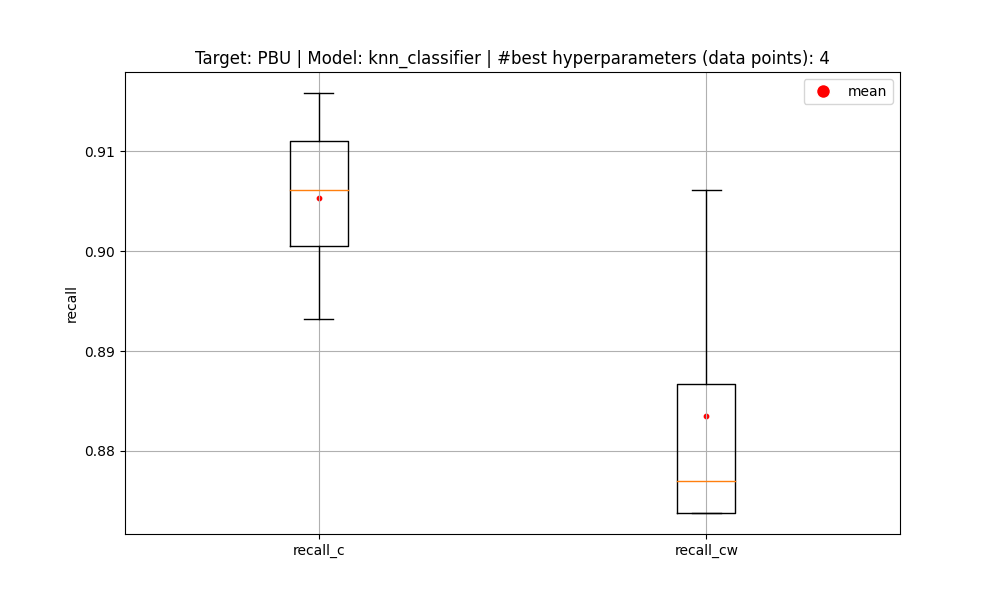 Target: PBU | Model: knn_classifier | #best hyperparameters (data points): 4
mean
0.91
0.90
0.89
0.88
recall
recall_c
recall_cw